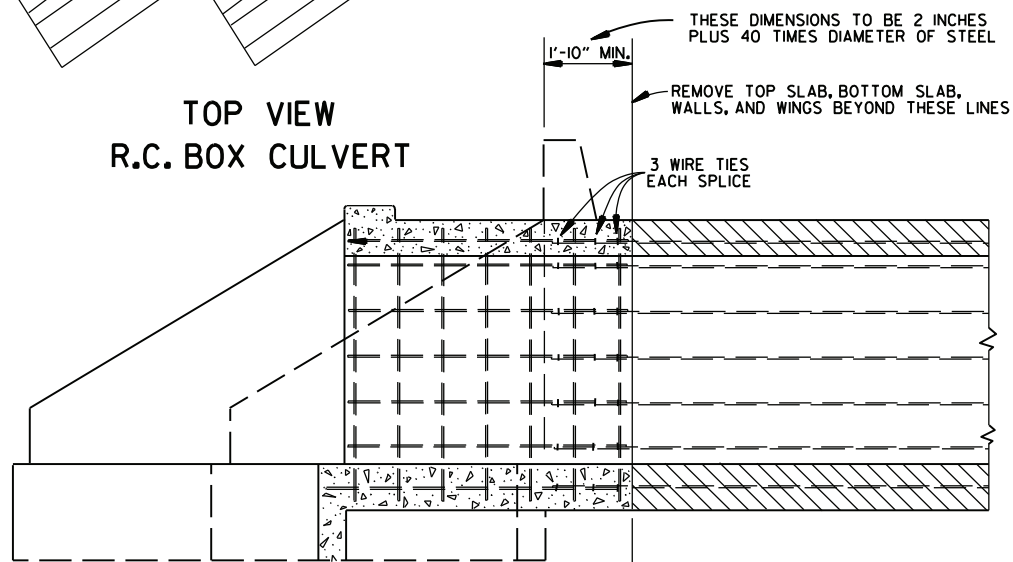 THESE DIMENSIONS TO BE 2 INCHES
PLUS 40 TIMES DIAMETER OF STEEL
1'-10" MIN.
REMOVE TOP SLAB, BOTTOM SLAB,
WALLS, AND WINGS BEYOND THESE LINES
TOP VIEW
R.C. BOX CULVERT
3 WIRE TIES
EACH SPLICE